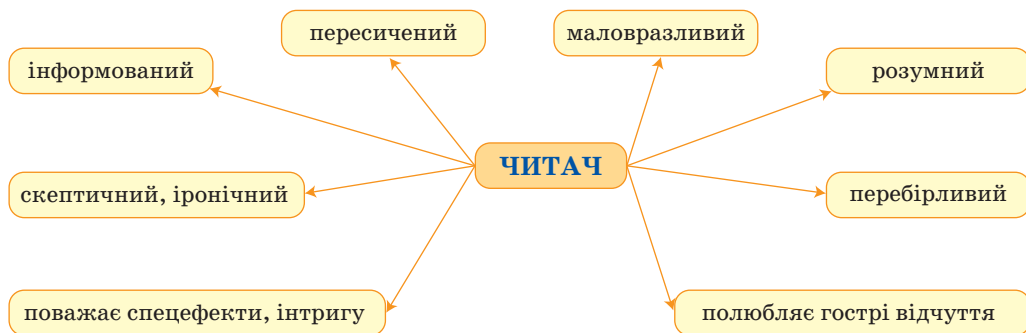 пересичений
маловразливий
інформований
розумний
ЧИТАЧ
скептичний, іронічний
перебірливий
поважає спецефекти, інтригу
полюбляє гострі відчуття